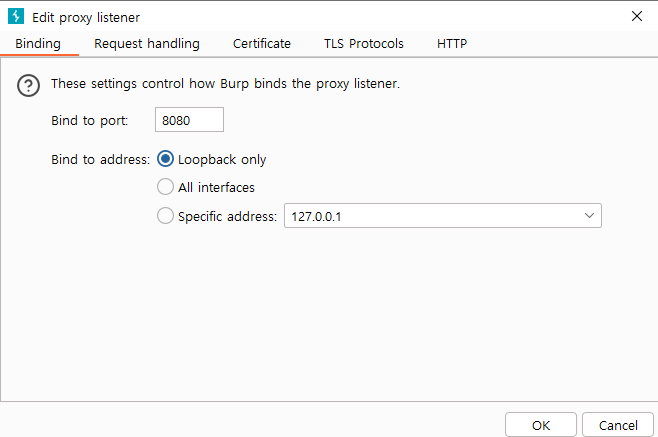 Edit proxy listener
Binding Request handling Certificate TLS Protocols HTTP
These settings control how Burp binds the proxy listener.
Bind to port: 8080
Bind to address: Loopback only
All interfaces
Specific address: 127.0.0.1
OK Cancel